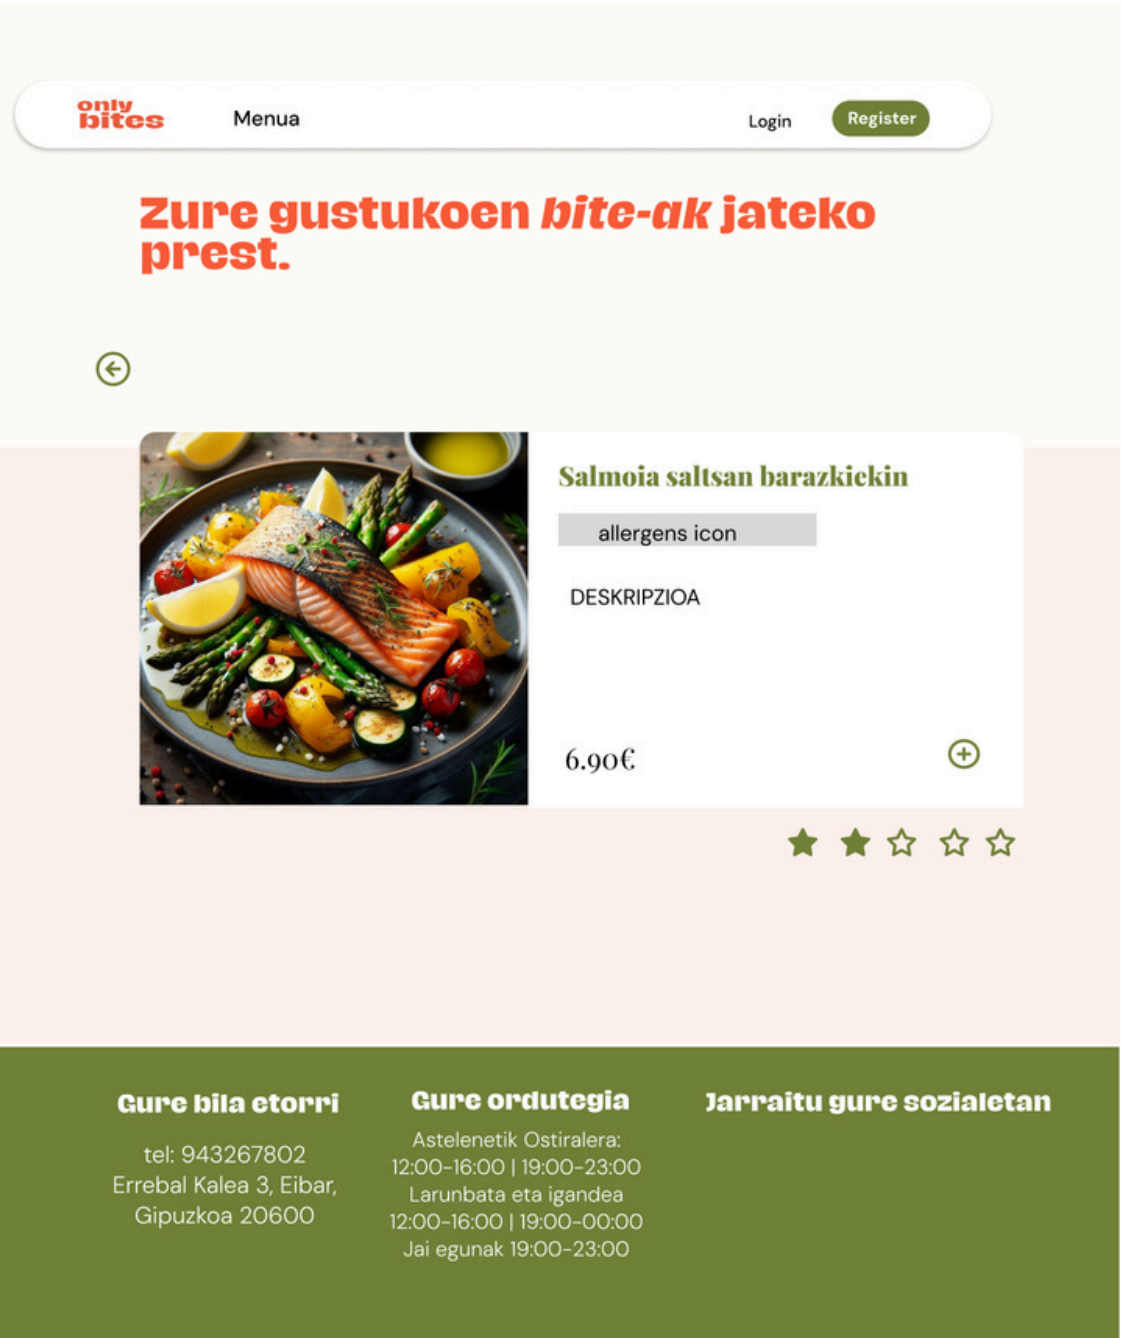 only
bites
Menua
Login
Register
Zure gustukoen bite-ak jateko
prest.
Salmoia saltsan barazkiekin
allergens icon
DESKRIPZIOA
6.90€
Gure bila etorri
tel: 943267802
Errebal Kalea 3, Eibar,
Gipuzkoa 20600
Gure ordutegia
Astelenetik Ostiralera:
12:00-16:00 | 19:00-23:00
Larunbata eta igandea
12:00-16:00 | 19:00-00:00
Jai egunak 19:00-23:00
Jarraitu gure sozialetan